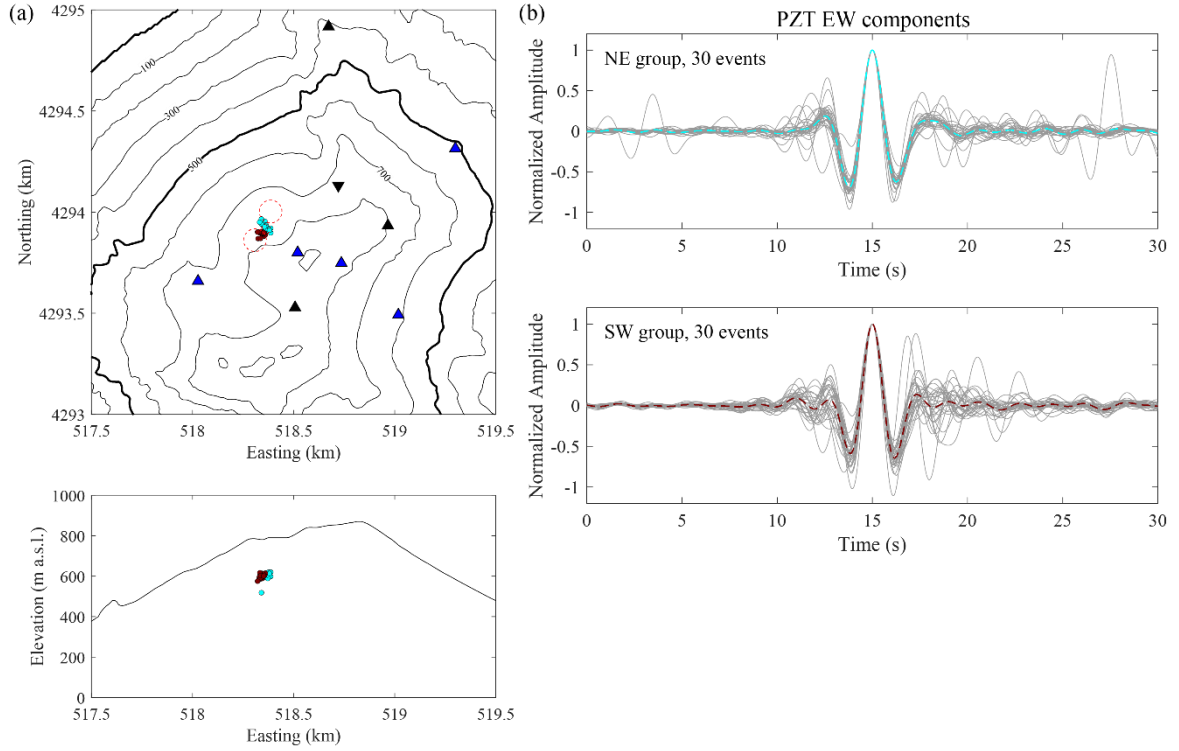 (a)
4295
4294.5
4294
4293.5
4293
Northing (km)
100
300
500
700
517.5 518 518.5 519 519.5
Easting (km)
1000
800
600
400
200
0
Elevation (m a.s.l.)
517.5 518 518.5 519 519.5
Easting (km)
(b)
PZT EW components
NE group, 30 events
1
0.5
0
-0.5
-1
Normalized Amplitude
0 5 10 15 20 25 30
Time (s)
SW group, 30 events
1
0.5
0
-0.5
-1
Normalized Amplitude
0 5 10 15 20 25 30
Time (s)